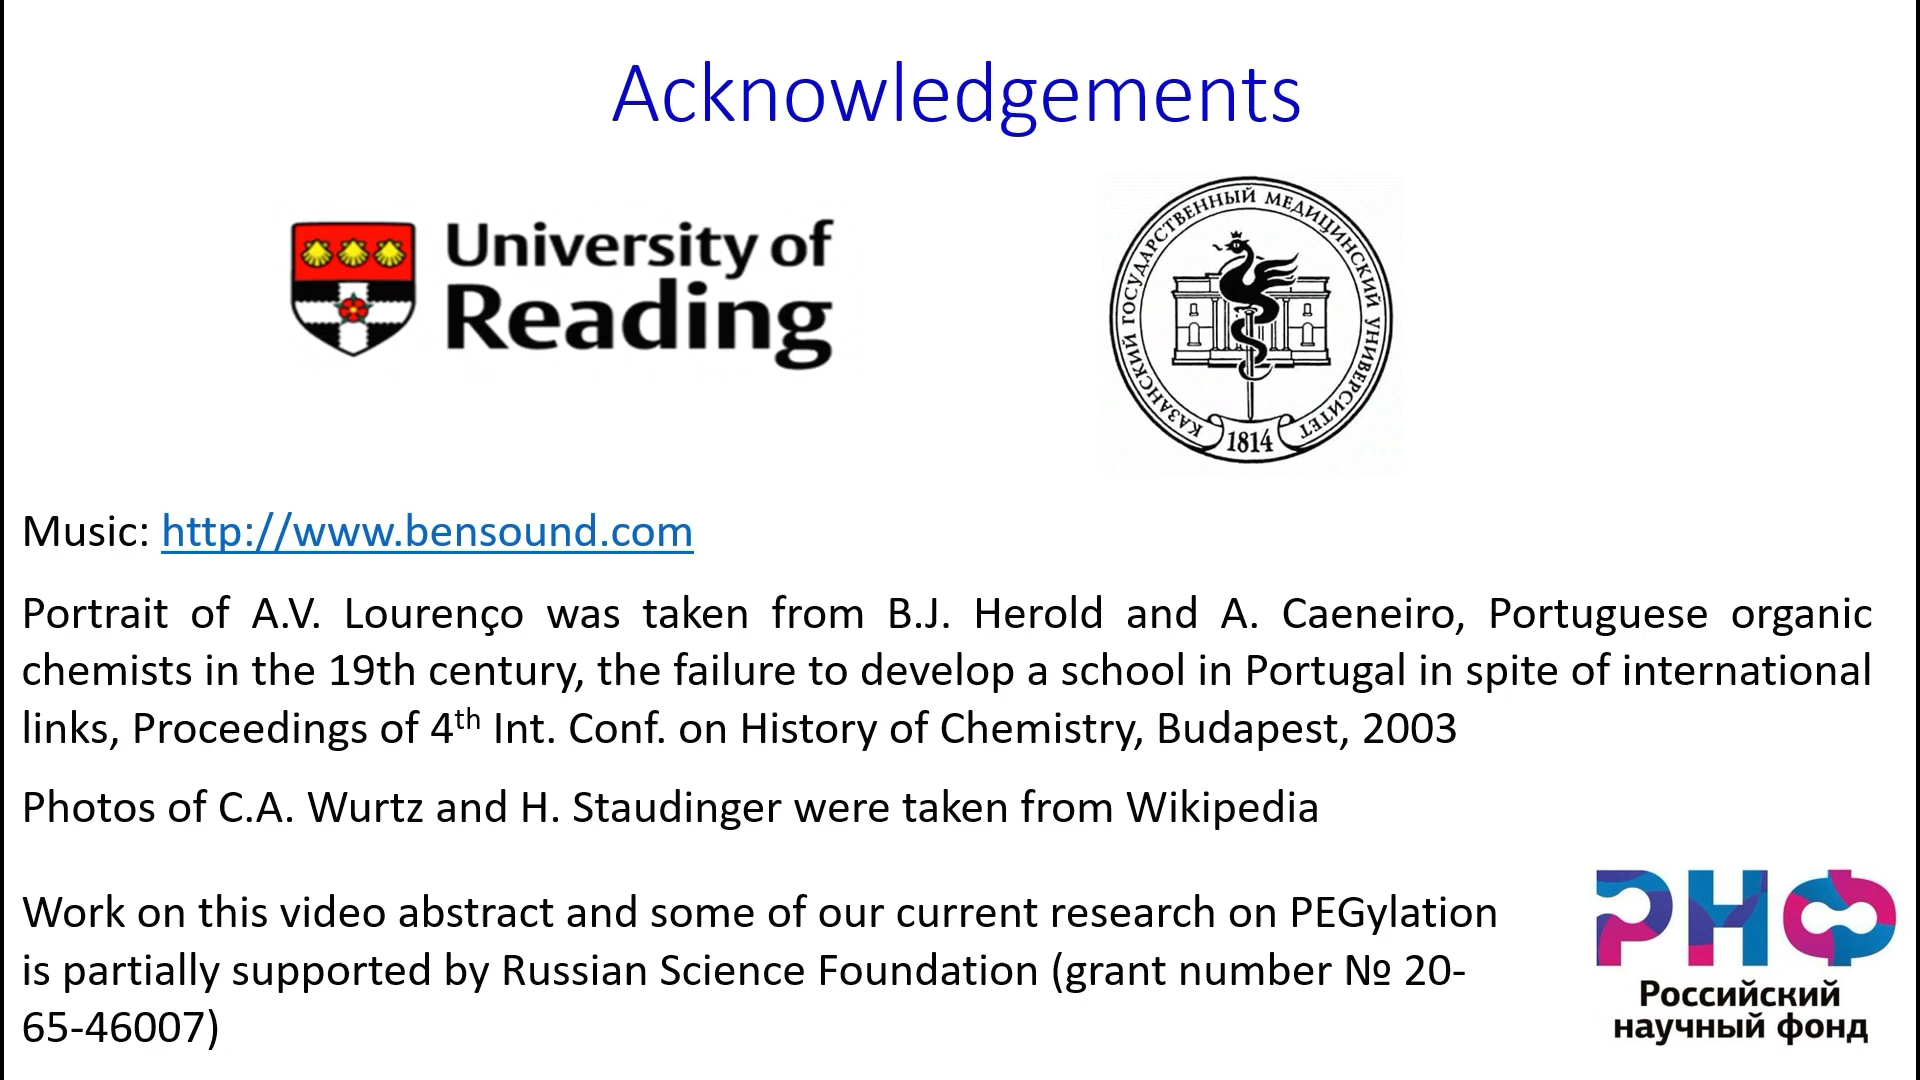 Acknowledgements
University of
Reading
КАЗАНСКИЙ ГОСУДАРСТВЕННЫЙ МЕДИЦИНСКИЙ УНИВЕРСИТЕТ
1814
Music: http://www.bensound.com
Portrait of A.V. Lourenço was taken from B.J. Herold and A. Caeneiro, Portuguese organic
chemists in the 19th century, the failure to develop a school in Portugal in spite of international
links, Proceedings of 4th Int. Conf. on History of Chemistry, Budapest, 2003
Photos of C.A. Wurtz and H. Staudinger were taken from Wikipedia
Work on this video abstract and some of our current research on PEGylation
is partially supported by Russian Science Foundation (grant number № 20-
65-46007)
РНФ
Российский
научный фонд